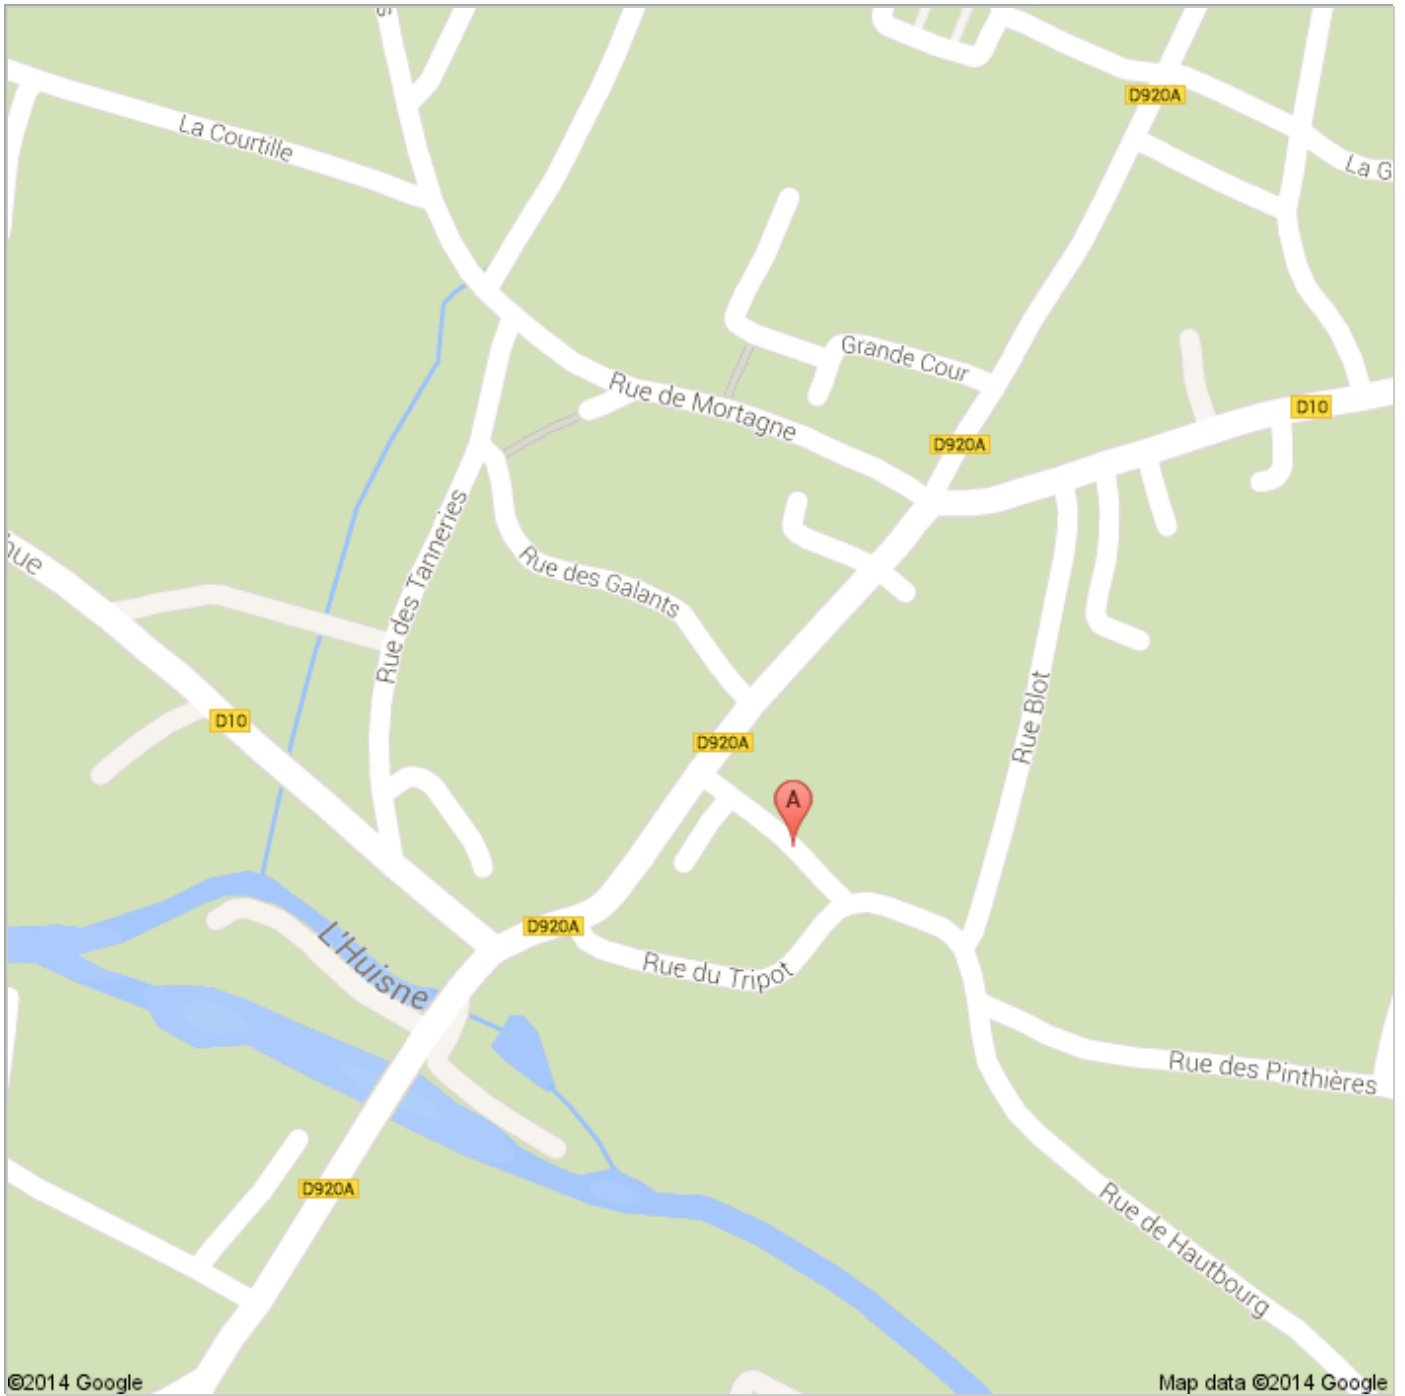 s
D920A
La Courtille
La G
Grande Cour
Rue de Mortagne
D10
D920A
hue
Rue des Tanneries
Rue des Galants
Rue Blot
D10
D920A
A
D920A
L'Huisne
Rue du Tripot
Rue des Pinthières
D920A
Rue de Hautbourg
©2014 Google
Map data ©2014 Google